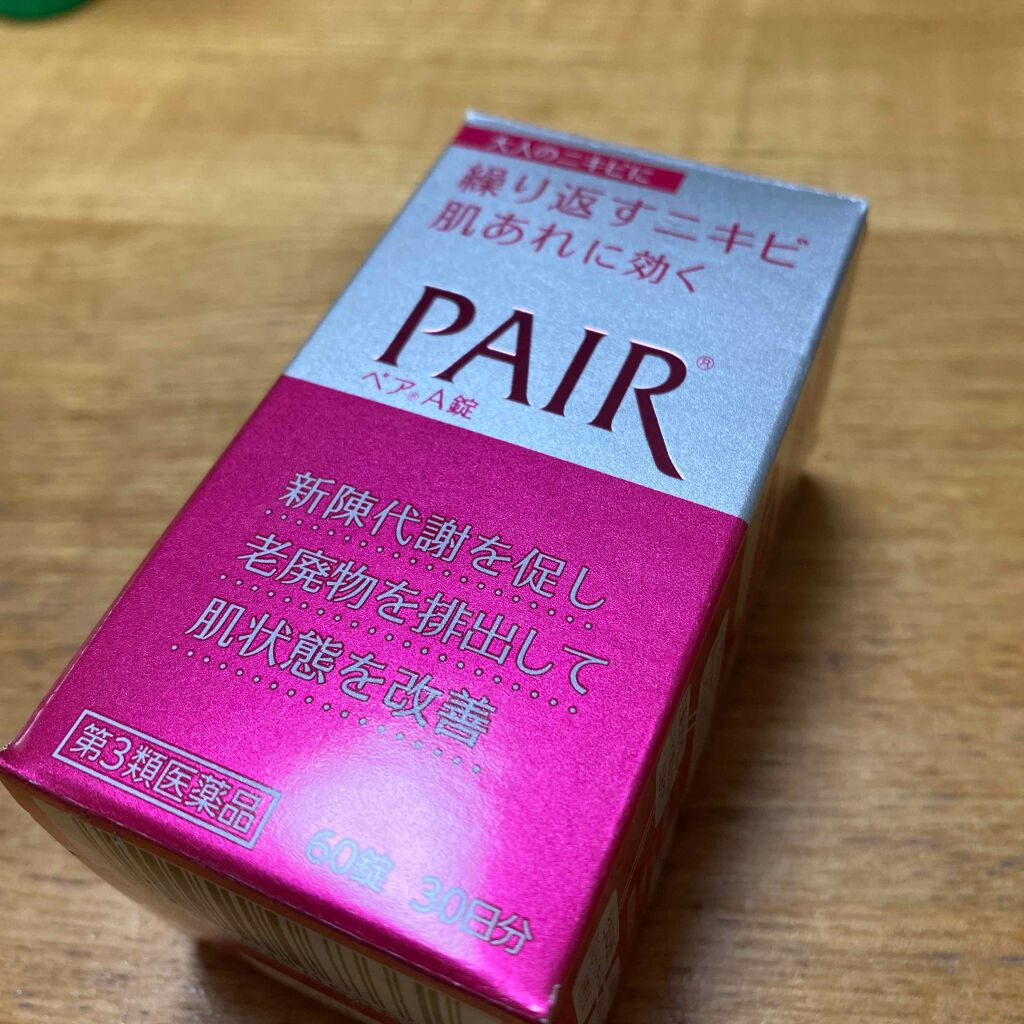 大人のニキビに
繰り返すニキビ
肌あれに効く
PAIR®
ペア®A錠
新陳代謝を促し
老廃物を排出して
肌状態を改善
第3類医薬品
60錠 30日分